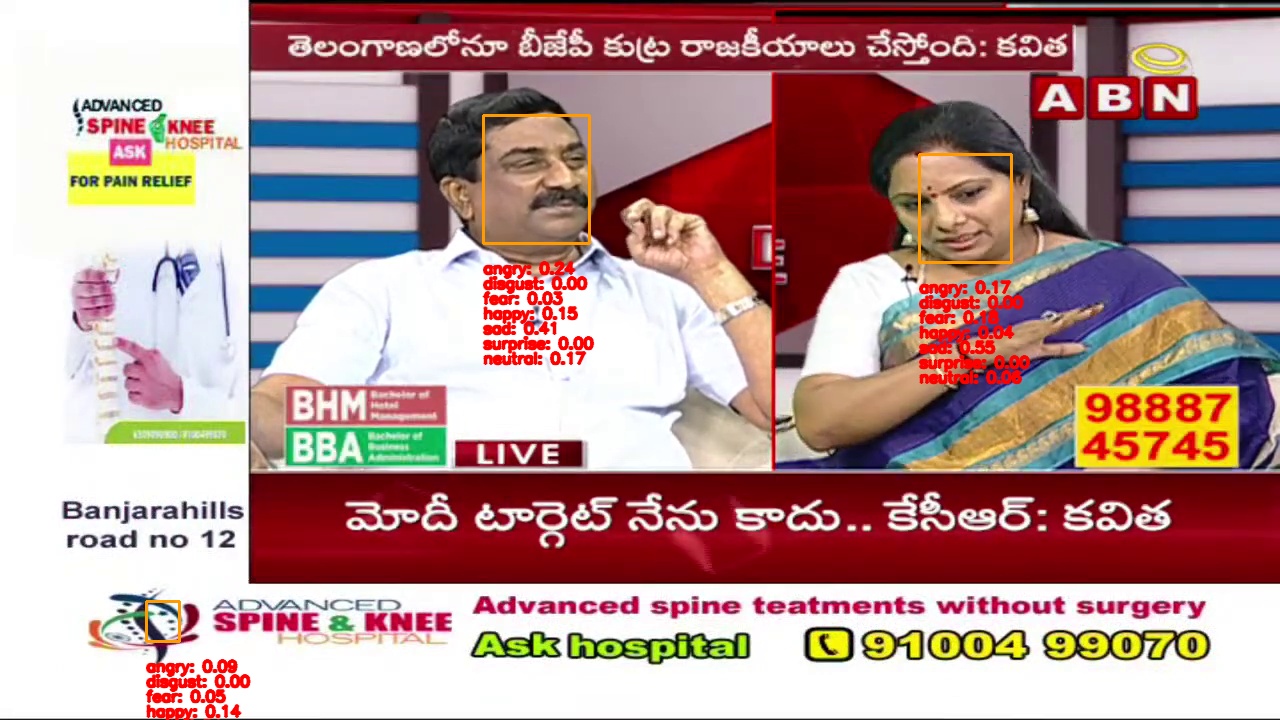 తెలంగాణలోనూ బీజేపీ కుట్ర రాజకీయాలు చేస్తోంది: కవిత
ABN
ADVANCED
SPINE & KNEE
HOSPITAL
ASK
FOR PAIN RELIEF
angry: 0.24
disgust: 0.00
fear: 0.03
happy: 0.15
sad: 0.41
surprise: 0.00
neutral: 0.17
angry: 0.17
disgust: 0.00
fear: 0.18
happy: 0.04
sad: 0.55
surprise: 0.00
neutral: 0.06
BHM Bachelor of Hotel Management
BBA Bachelor of Business Administration
LIVE
98887
45745
Banjarahills
road no 12
మోదీ టార్గెట్ నేను కాదు.. కేసీఆర్: కవిత
ADVANCED
SPINE & KNEE
HOSPITAL
Advanced spine teatments without surgery
Ask hospital 91004 99070
angry: 0.09
disgust: 0.00
fear: 0.05
happy: 0.14